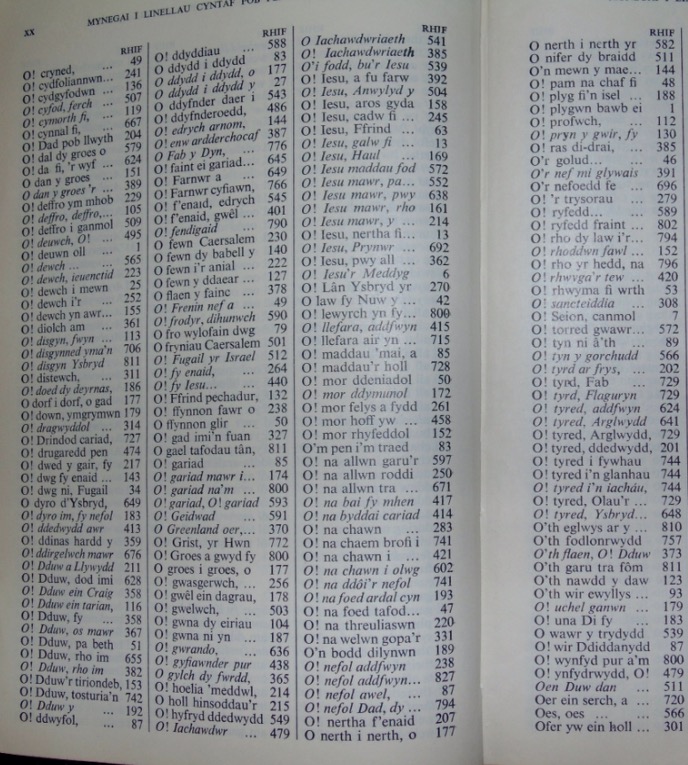 xx
MYNEGAI I LINELLAU CYNTAF POB
RHIF
O! cryned, ... 49
O! cydfoliannwn... 241
O! cydgyfodwn ... 136
O! cyfod, ferch ... 507
O! cymorth fi, ... 119
O! cynnal fi, ... 667
O! Dad pob llwyth 204
O! dal dy groes o 579
O! da fi, 'r wyf ... 624
O dan y groes ... 151
O dan y groes 'r ... 389
O! deffro ym mhob 229
O! deffro, deffro,... 105
O! deffro i ganmol 509
O! deuwch, O! ... 495
O! deuwn oll ... 1
O! dewch ... 565
O! dewch, ieuenctid 223
O! dewch i mewn 25
O! dewch i'r ... 252
O! dewch yn awr... 155
O! diolch am ... 361
O! disgyn, fwyn ... 113
O! disgynned yma'n 706
O! disgyn Ysbryd 811
O! distewch, ... 311
O! doed dy deyrnas, 186
O dorf i dorf, o gad 177
O! down, ymgrymwn 179
O! dragwyddol ... 314
O! Drindod cariad, 727
O! drugaredd pen 474
O! dwed y gair, fy 217
O! dwg fy enaid ... 143
O! dwg ni, Fugail 34
O dyro d'Ysbryd, 649
O! dyro im, fy nefol 183
O! ddedwydd awr 413
O! ddinas hardd y 359
O! ddirgelwch mawr 676
O! Dduw a Llywydd 211
O! Dduw, dod imi 628
O! Dduw ein Craig 358
O! Dduw ein tarian, 116
O! Dduw, fy ... 358
O! Dduw, os mawr 367
O! Dduw, pa beth 51
O! Dduw, rho im 655
O! Dduw, rho im 382
O! Dduw'r tiriondeb, 153
O! Dduw, tosturia'n 742
O! Dduw y ... 192
O! ddwyfol, ... 87
O! ddyddiau ... 588
O ddydd i ddydd 83
O ddydd i ddydd, o 177
O ddydd i ddydd y 27
O ddyfnder daer i 543
O! ddyfnderoedd, 486
O! edrych arnom, 144
O! enw ardderchocaf 387
O Fab y Dyn, ... 776
O! faint ei gariad... 645
O! Farnwr a ... 649
O! Farnwr cyfiawn, 766
O! f'enaid, edrych 545
O! f'enaid, gwêl ... 401
O! fendigaid ... 790
O fewn Caersalem 230
O fewn dy babell y 140
O fewn i'r anial ... 222
O fewn y ddaear ... 127
O flaen y fainc ... 378
O! Frenin nef a ... 49
O! frodyr, dihunwch 590
O fro wylofain dwg 79
O fryniau Caersalem 501
O! Fugail yr Israel 512
O! fy enaid, ... 264
O! fy Iesu... ... 440
O! Ffrind pechadur, 132
O! ffynnon fawr o 238
O ffynnon glir ... 50
O! gad imi'n fuan 327
O gael tafodau tân, 811
O! gariad ... 85
O! gariad mawr i... 174
O! gariad na'm ... 800
O! gariad, O! gariad 593
O! Geidwad ... 591
O Greenland oer,... 370
O! Grist, yr Hwn 772
O! Groes a gwyd fy 800
O groes i groes, o 177
O! gwasgerwch, ... 256
O! gwêl ein dagrau, 178
O! gwelwch, ... 503
O! gwna dy eiriau 104
O! gwna ni yn ... 187
O! gwrando, ... 636
O! gyfiawnder pur 438
O gylch dy fwrdd, 365
O! hoelia 'meddwl, 214
O holl hinsoddau'r 215
O! hyfryd ddedwydd 549
O! Iachawdwr ... 479
RHIF
O Iachawdwriaeth 541
O! Iachawdwriaeth 385
O'i fodd, bu'r Iesu 539
O! Iesu, a fu farw 392
O! Iesu, Anwylyd y 504
O! Iesu, aros gyda 158
O! Iesu, cadw fi ... 245
O! Iesu, Ffrind ... 63
O! Iesu, galw fi ... 13
O! Iesu, Haul ... 169
O! Iesu maddau fod 572
O! Iesu mawr, pa... 552
O! Iesu mawr, pwy 638
O! Iesu mawr, rho 161
O! Iesu mawr, y ... 214
O! Iesu, nertha fi... 13
O! Iesu, Prynwr ... 692
O! Iesu, pwy all ... 362
O! Iesu'r Meddyg 6
O! Lân Ysbryd yr 270
O law fy Nuw y ... 42
O! lewyrch yn fy... 800
O! llefara, addfwyn 415
O! llefara air yn ... 715
O! maddau 'mai, a 85
O! maddau'r holl 728
O! mor ddeniadol 50
O! mor ddymunol 172
O! mor felys a fydd 261
O! mor hoff yw ... 458
O! mor rhyfeddol 152
O'm pen i'm traed 83
O! na allwn garu'r 597
O! na allwn roddi 250
O! na allwn tra ... 671
O! na bai fy mhen 417
O! na byddai cariad 414
O! na chawn ... 283
O! na chaem brofi i 741
O! na chawn i ... 421
O! na chawn i olwg 602
O! na ddôi'r nefol 741
O! na foed ardal cyn 193
O! na foed tafod... 47
O! na threuliaswn 220
O! na welwn gopa'r 331
O'n bodd dilynwn 189
O! nefol addfwyn 238
O! nefol addfwyn... 827
O! nefol awel, ... 87
O! nefol Dad, dy ... 794
O! nertha f'enaid 207
O nerth i nerth, o 177
RHIF
O nerth i nerth yr 582
O nifer dy braidd 511
O'n mewn y mae... 144
O! pam na chaf fi 48
O! plyg fi'n isel ... 188
O! plygwn bawb ei 1
O! profwch, ... 112
O! pryn y gwir, fy 130
O! ras di-drai, ... 385
O'r golud... ... 46
O'r nef mi glywais 391
O'r nefoedd fe ... 696
O! 'r trysorau ... 279
O! ryfedd... ... 589
O! ryfedd fraint ... 802
O! rho dy law i'r... 794
O! rhoddwn fawl ... 152
O! rho yr hedd, na 796
O! rhwyga'r tew ... 420
O! rhwyma fi wrth 53
O! sancteiddia ... 308
O! Seion, canmol 7
O! torred gwawr... 572
O! tyn ni â'th ... 89
O! tyn y gorchudd 566
O! tyrd ar frys, ... 202
O! tyrd, Fab ... 729
O! tyrd, Flaguryn 729
O! tyred, addfwyn 624
O! tyred, Arglwydd 641
O! tyred, Arglwydd, 729
O! tyred, ddedwydd, 201
O! tyred i fywhau 744
O! tyred i'n glanhau 744
O! tyred i'n iacháu, 744
O! tyred, Olau'r ... 729
O! tyred, Ysbryd... 648
O'th eglwys ar y ... 810
O'th fodlonrwydd 757
O'th flaen, O! Dduw 373
O'th garu tra fôm 811
O'th nawdd y daw 123
O'th wir ewyllys ... 93
O! uchel ganwn ... 179
O! una Di fy ... 183
O wawr y trydydd 539
O! wir Ddiddanydd 87
O! wynfyd pur a'm 800
O! ynfydrwydd, O! 479
Oen Duw dan ... 511
Oer ein serch, a ... 720
Oes, oes ... 566
Ofer yw ein holl ... 301